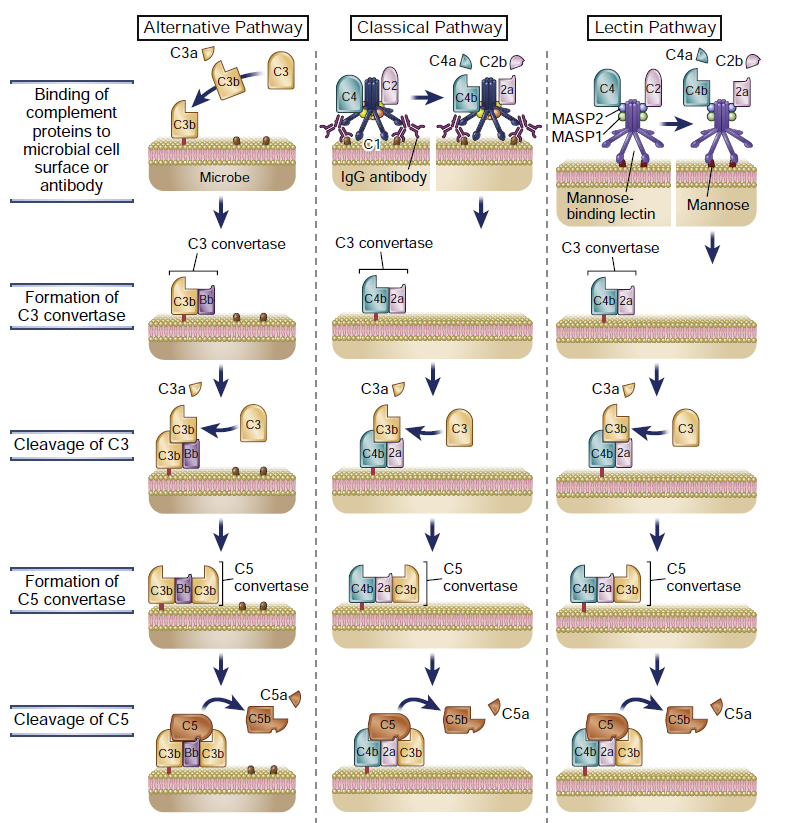 Alternative Pathway
Classical Pathway
Lectin Pathway
Binding of
complement
proteins to
microbial cell
surface or
antibody
C3a
C3b
C3
C3b
Microbe
C4a
C2b
C4
C2
C4b
2a
C1
IgG antibody
C4a
C2b
C4
C2
C4b
2a
MASP2
MASP1
Mannose-
binding lectin
Mannose
Formation of
C3 convertase
C3 convertase
C3b
Bb
C3 convertase
C4b
2a
C3 convertase
C4b
2a
Cleavage of C3
C3a
C3b
C3
C3b
Bb
C3a
C3b
C3
C4b
2a
C3a
C3b
C3
C4b
2a
Formation of
C5 convertase
C3b
Bb
C3b
C5
convertase
C4b
2a
C3b
C5
convertase
C4b
2a
C3b
C5
convertase
Cleavage of C5
C5a
C5
C5b
C3b
Bb
C3b
C5
C5b
C5a
C4b
2a
C3b
C5
C5b
C5a
C4b
2a
C3b